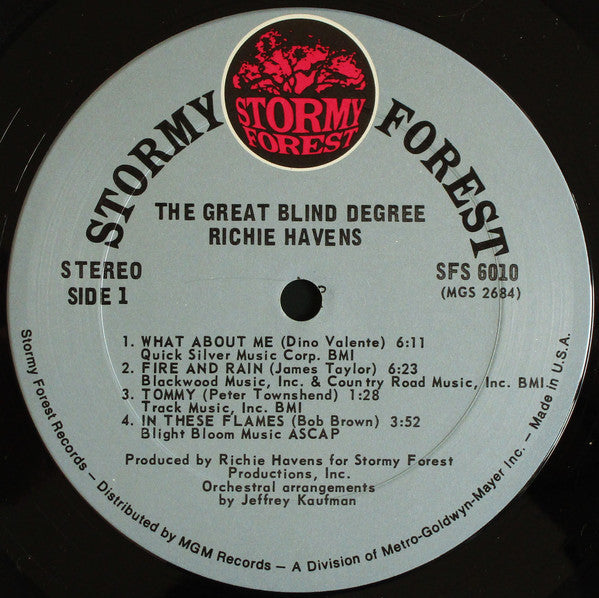 STORMY
FOREST
STORMY FOREST
THE GREAT BLIND DEGREE
RICHIE HAVENS
STEREO
SIDE 1
SFS 6010
(MGS 2684)
1. WHAT ABOUT ME (Dino Valente) 6:11
Quick Silver Music Corp. BMI
2. FIRE AND RAIN (James Taylor) 6:23
Blackwood Music, Inc. & Country Road Music, Inc. BMI
3. TOMMY (Peter Townshend) 1:28
Track Music, Inc. BMI
4. IN THESE FLAMES (Bob Brown) 3:52
Blight Bloom Music ASCAP
Produced by Richie Havens for Stormy Forest
Productions, Inc.
Orchestral arrangements
by Jeffrey Kaufman
Stormy Forest Records – Distributed by MGM Records – A Division of Metro-Goldwyn-Mayer Inc. – Made in U.S.A.